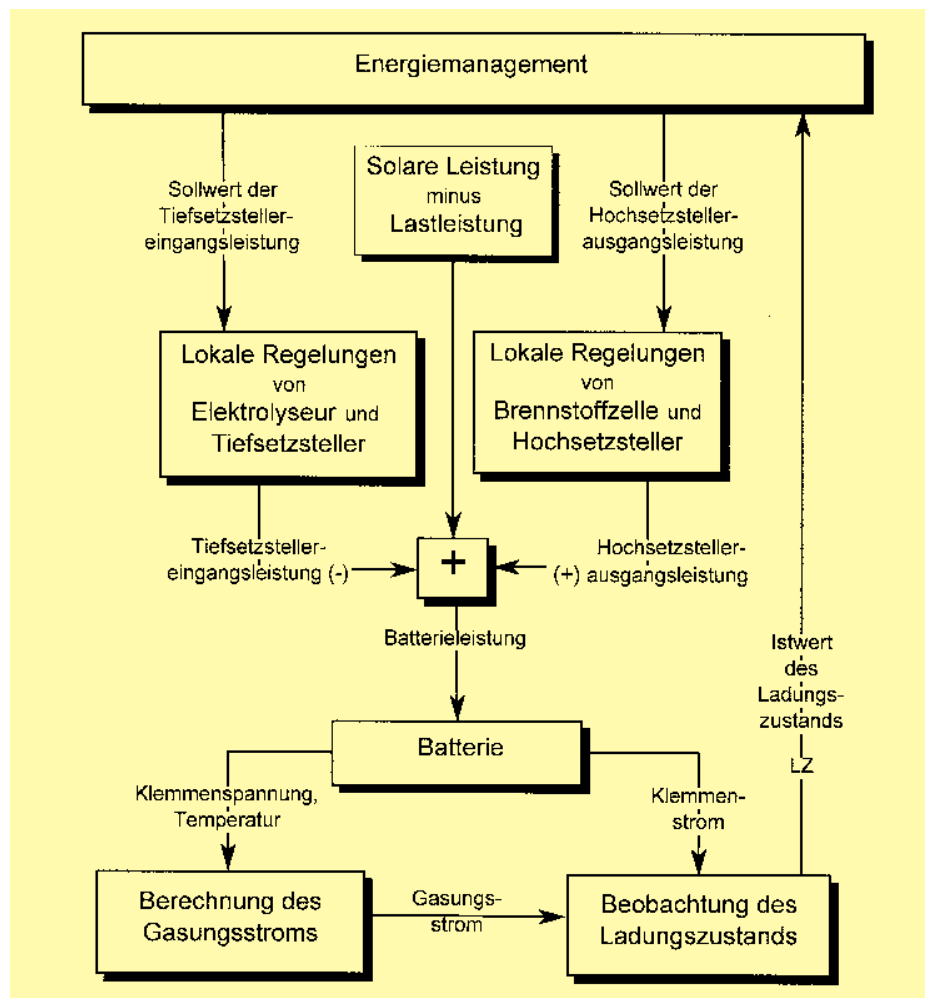 Energiemanagement
Solare Leistung
minus
Lastleistung
Sollwert der
Tiefsetzsteller-
eingangsleistung
Sollwert der
Hochsetzsteller-
ausgangsleistung
Lokale Regelungen
von
Elektrolyseur und
Tiefsetzsteller
Lokale Regelungen
von
Brennstoffzelle und
Hochsetzsteller
Tiefsetzsteller-
eingangsleistung (-)
+
Hochsetzsteller-
(+) ausgangsleistung
Batterieleistung
Istwert
des
Ladungs-
zustands
LZ
Batterie
Klemmenspannung,
Temperatur
Klemmen-
strom
Berechnung des
Gasungsstroms
Gasungs-
strom
Beobachtung des
Ladungszustands